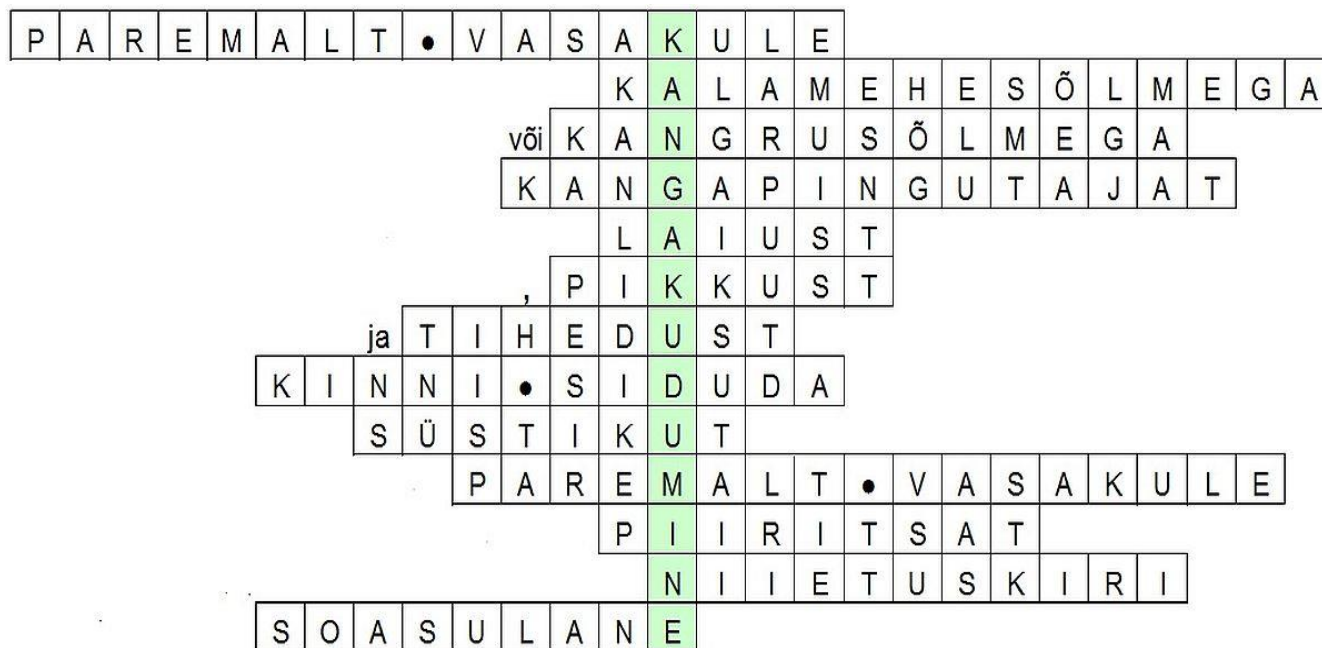 PAREMALT•VASAKULE
KALAMEHESÕLMEGA
või KANGRUSÕLMEGA
KANGAPINGUTAJAT
LAIUST
, PIKKUST
ja TIHEDUST
KINNI•SIDUDA
SÜSTIKUT
PAREMALT•VASAKULE
PIIRITSAT
NIIETUSKIRI
SOASULANE